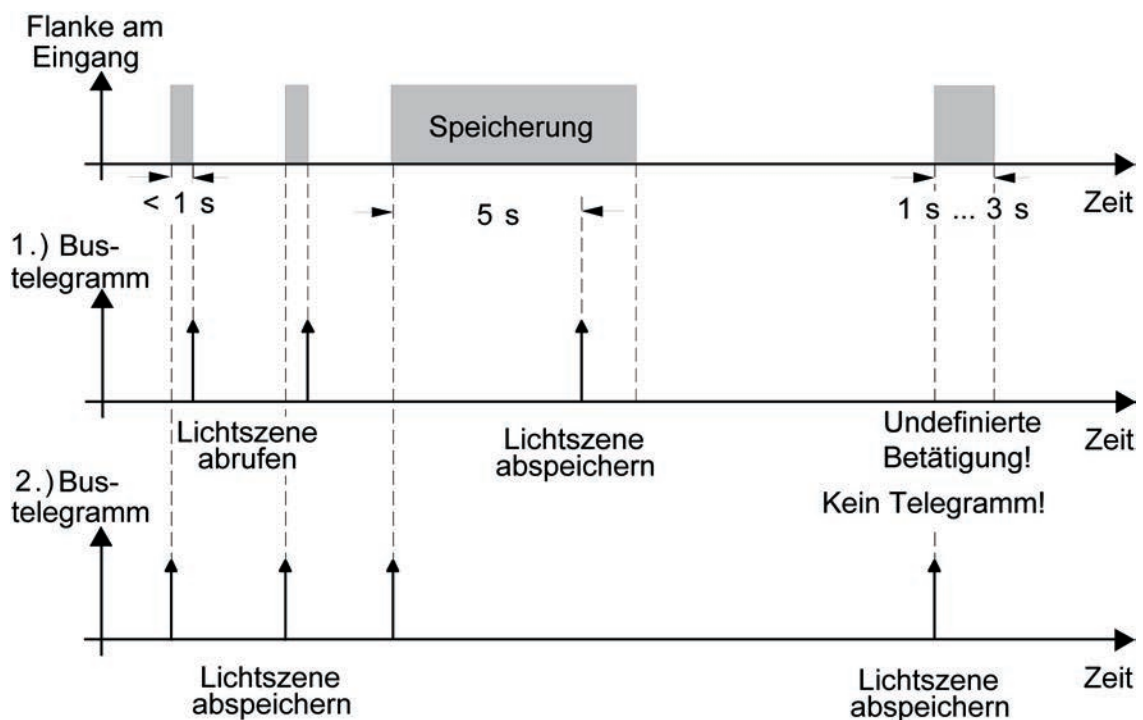 Flanke am
Eingang
Speicherung
< 1 s
5 s
1 s ... 3 s
Zeit
1.) Bus-
telegramm
Lichtszene
abrufen
Lichtszene
abspeichern
Undefinierte
Betätigung!
Kein Telegramm!
Zeit
2.) Bus-
telegramm
Lichtszene
abspeichern
Lichtszene
abspeichern
Zeit